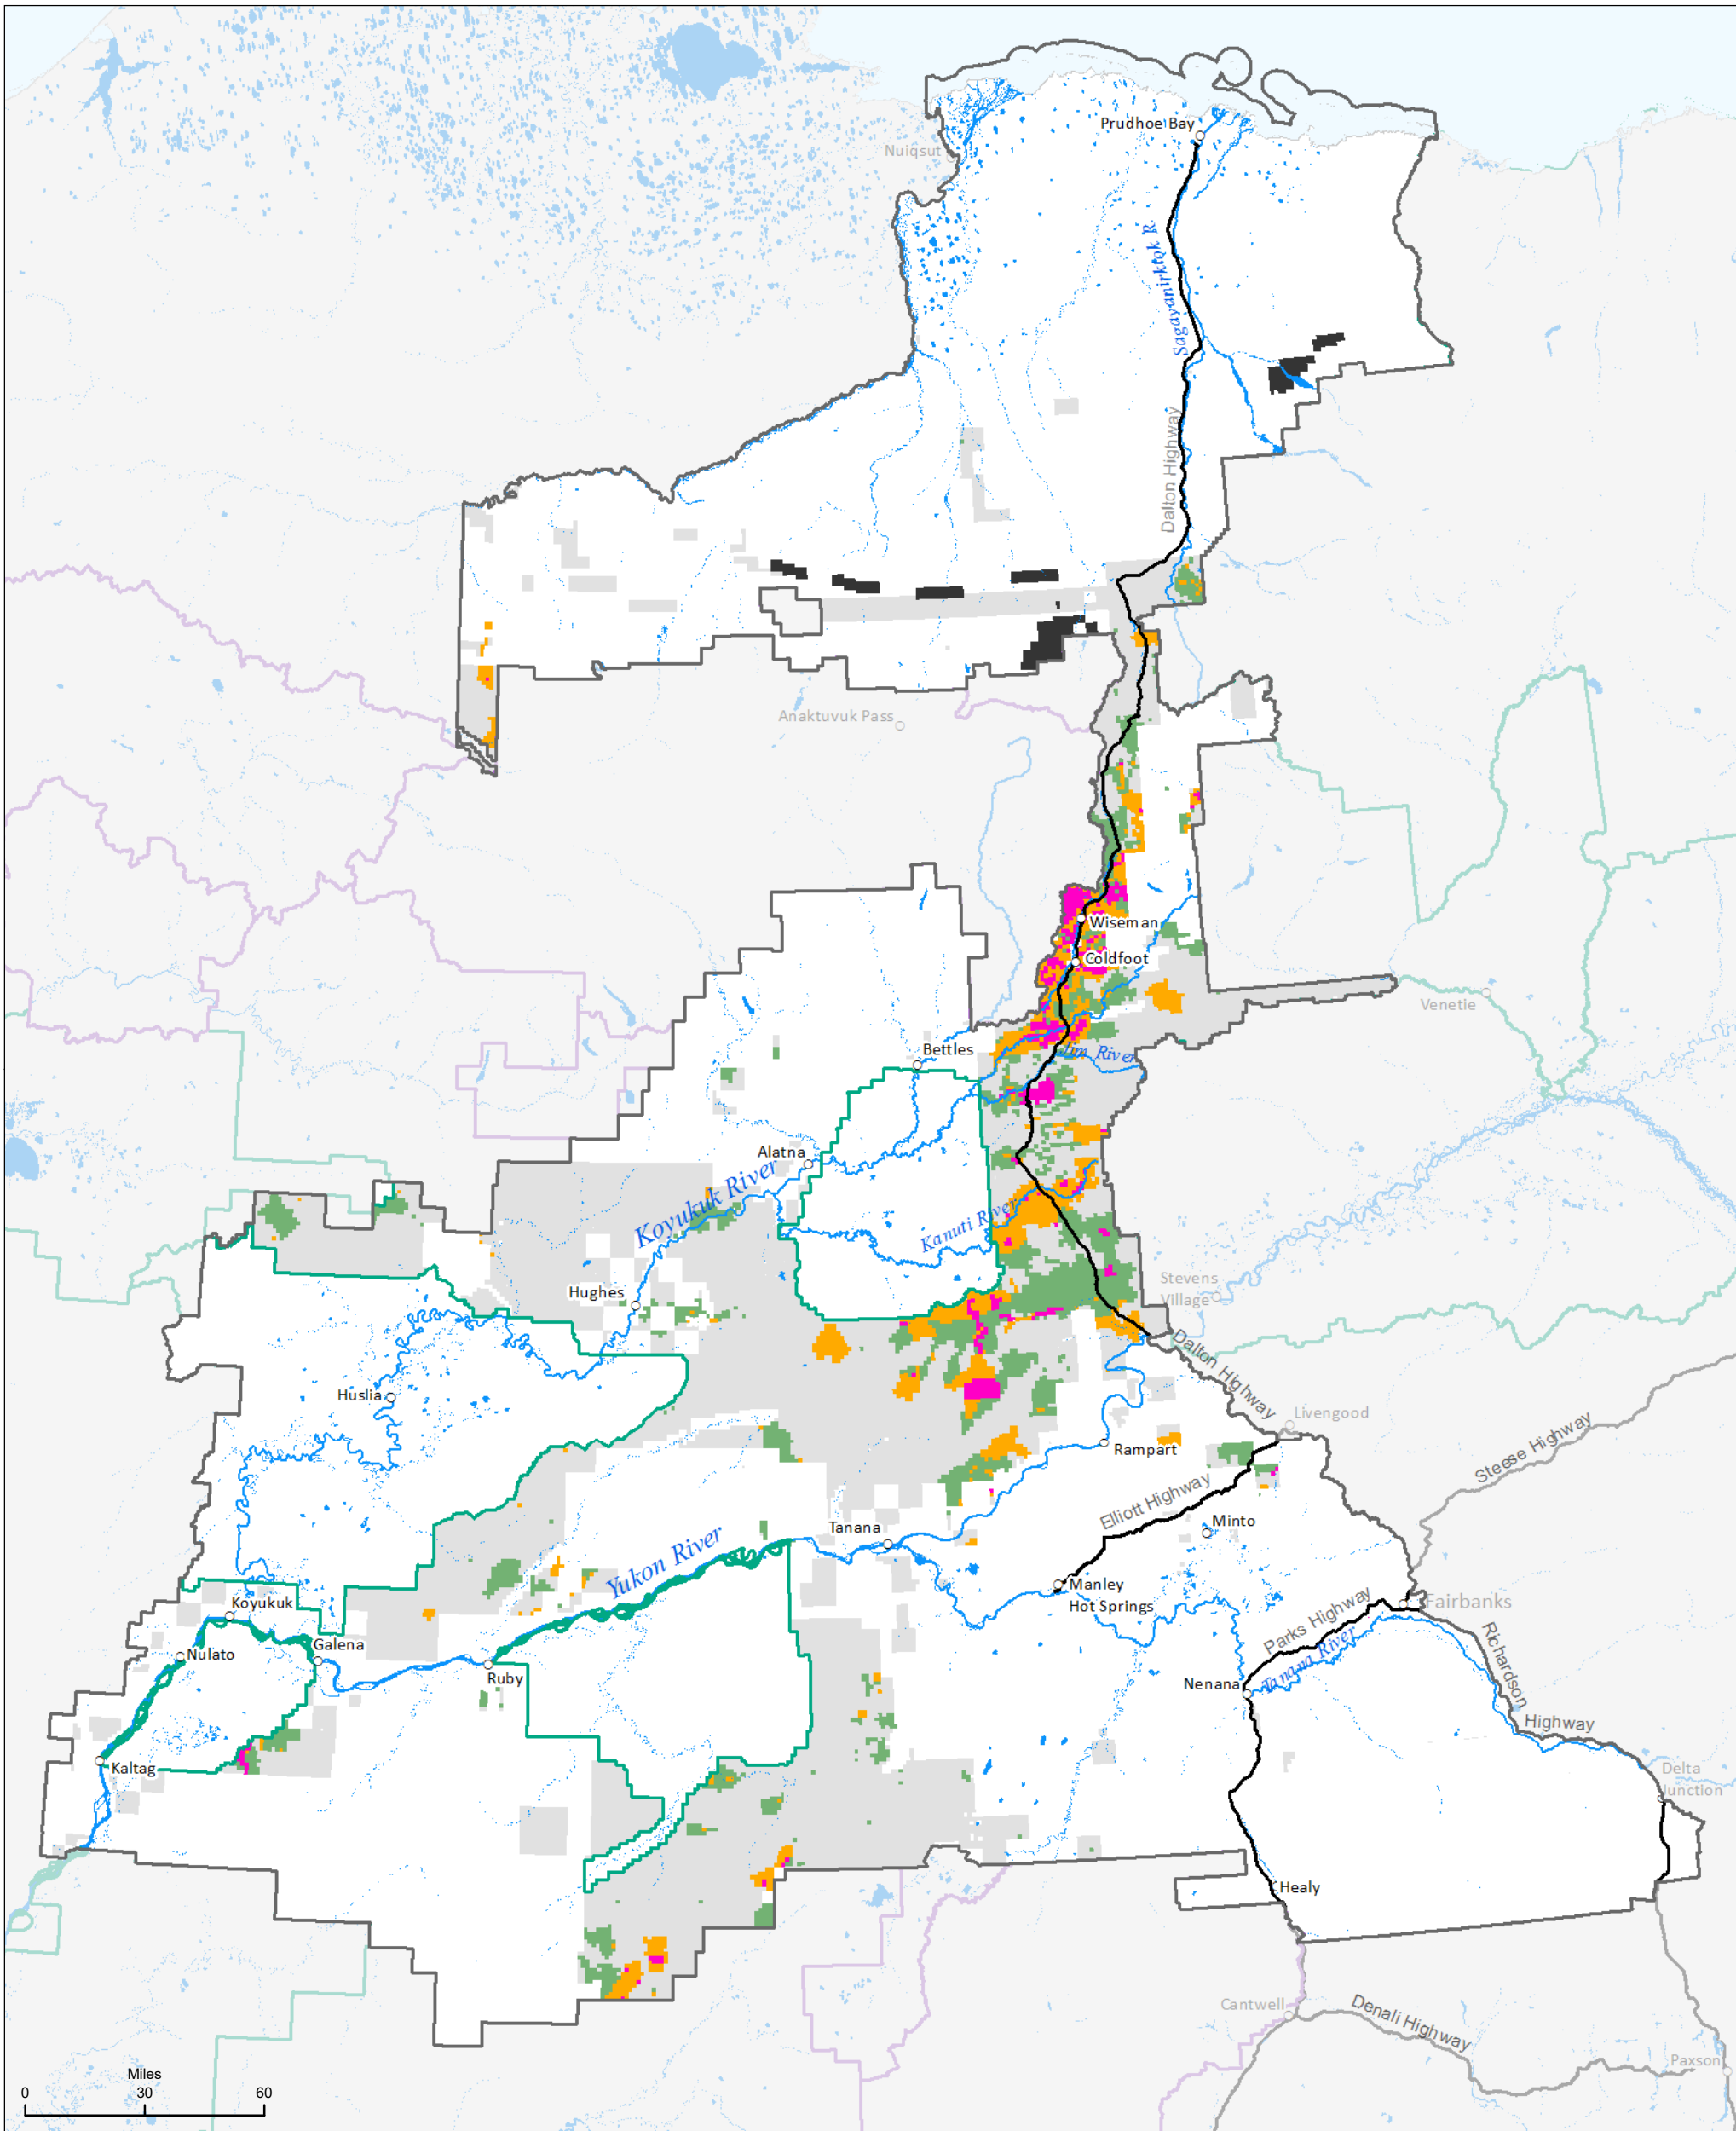 Prudhoe Bay
Nuiqsut
Sagavanirktok R
Dalton Highway
Anaktuvuk Pass
Wiseman
Coldfoot
Venetie
Jim River
Bettles
Alatna
Koyukuk River
Kanuti River
Stevens
Village
Hughes
Dalton Highway
Huslia
Livengood
Rampart
Steese Highway
Elliott Highway
Minto
Tanana
Yukon River
Manley
Hot Springs
Koyukuk
Fairbanks
Parks Highway
Galena
Nulato
Tanana River
Richardson
Highway
Ruby
Nenana
Kaltag
Delta
Junction
Healy
Cantwell
Denali Highway
Paxson
Miles
0 30 60